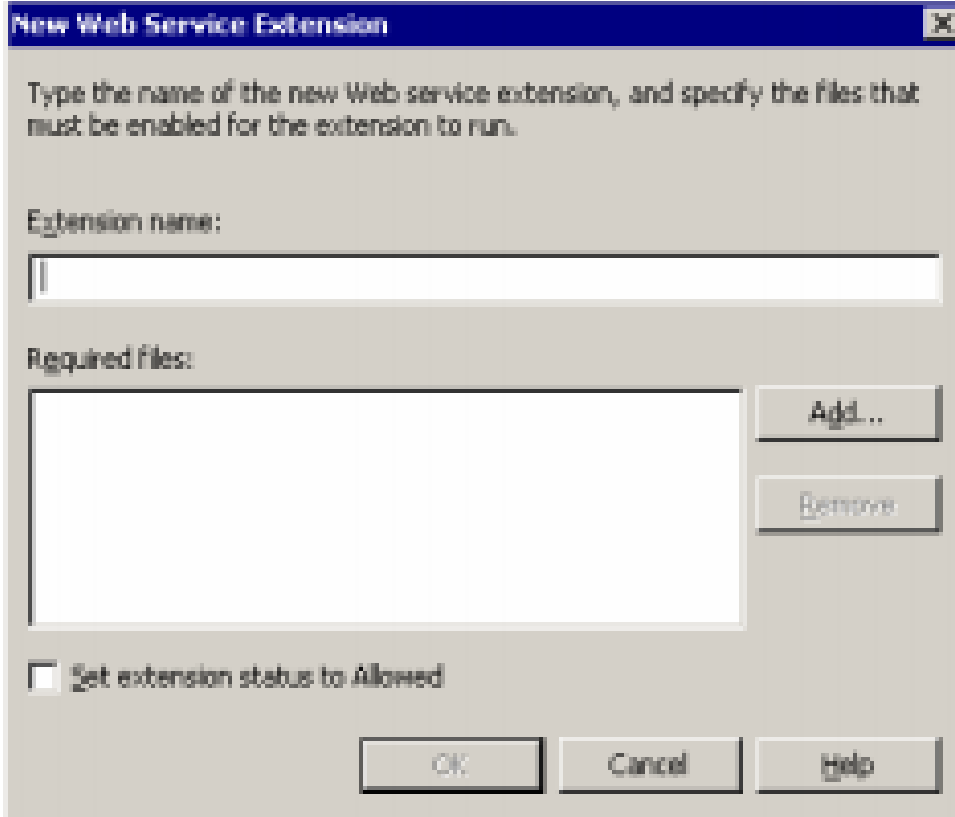 New Web Service Extension
Type the name of the new Web service extension, and specify the files that
must be enabled for the extension to run.
Extension name:
Required files:
Add...
Remove
Set extension status to Allowed
OK
Cancel
Help